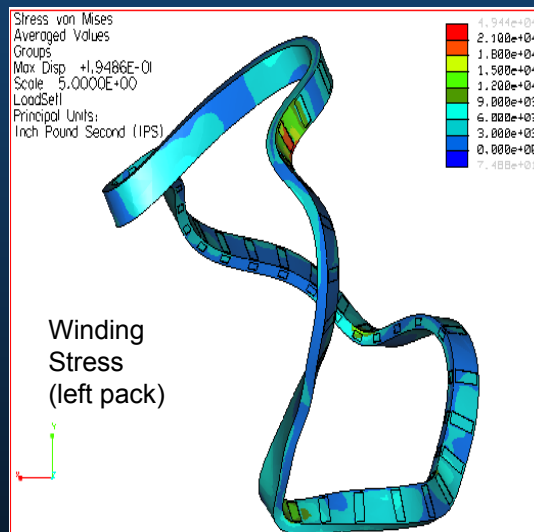 Stress von Mises
Averaged Values
Groups
Max Disp +1.9486E-01
Scale 5.0000E+00
LoadSet1
Principal Units:
Inch Pound Second (IPS)
2.100e+04
1.800e+04
1.500e+04
1.200e+04
9.000e+03
6.000e+03
3.000e+03
0.000e+00
Winding
Stress
(left pack)